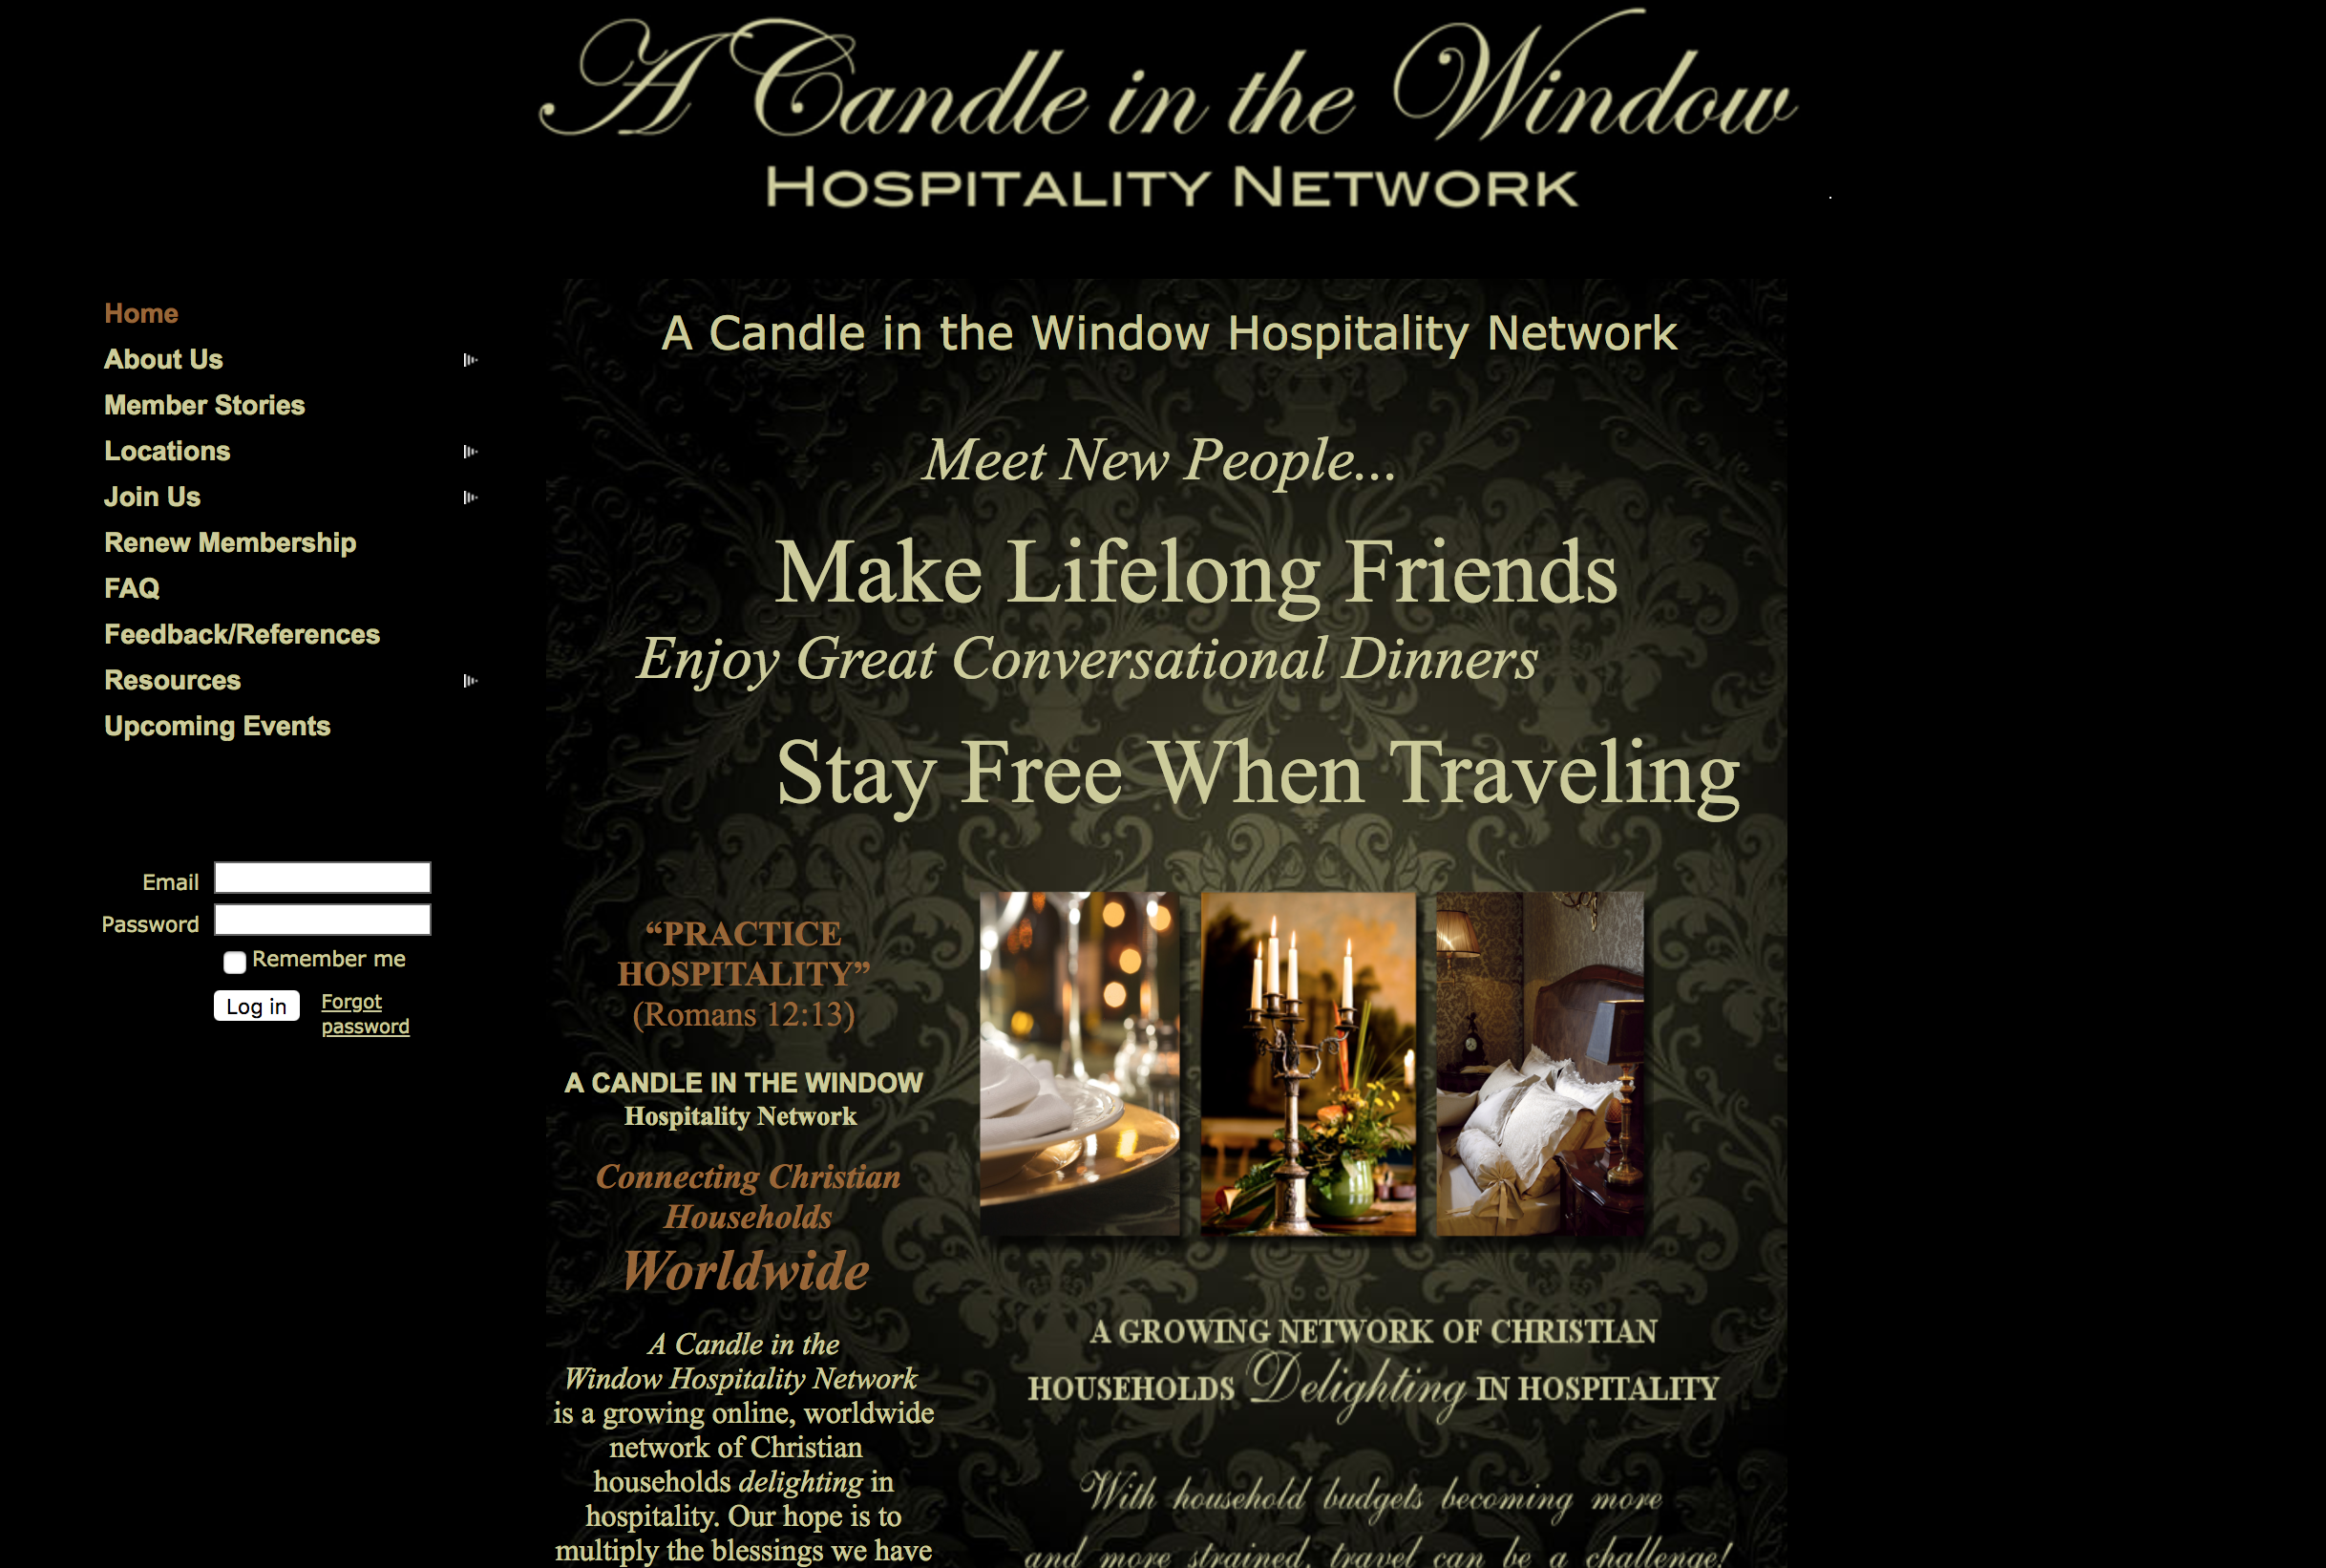 A Candle in the Window
HOSPITALITY NETWORK
Home
About Us
Member Stories
Locations
Join Us
Renew Membership
FAQ
Feedback/References
Resources
Upcoming Events
Email
Password
Remember me
Log in
Forgot
password
A Candle in the Window Hospitality Network
Meet New People...
Make Lifelong Friends
Enjoy Great Conversational Dinners
Stay Free When Traveling
“PRACTICE
HOSPITALITY”
(Romans 12:13)
A CANDLE IN THE WINDOW
Hospitality Network
Connecting Christian
Households
Worldwide
A Candle in the
Window Hospitality Network
is a growing online, worldwide
network of Christian
households delighting in
hospitality. Our hope is to
multiply the blessings we have
A GROWING NETWORK OF CHRISTIAN
HOUSEHOLDS Delighting IN HOSPITALITY
With household budgets becoming more
and more strained, travel can be a challenge!